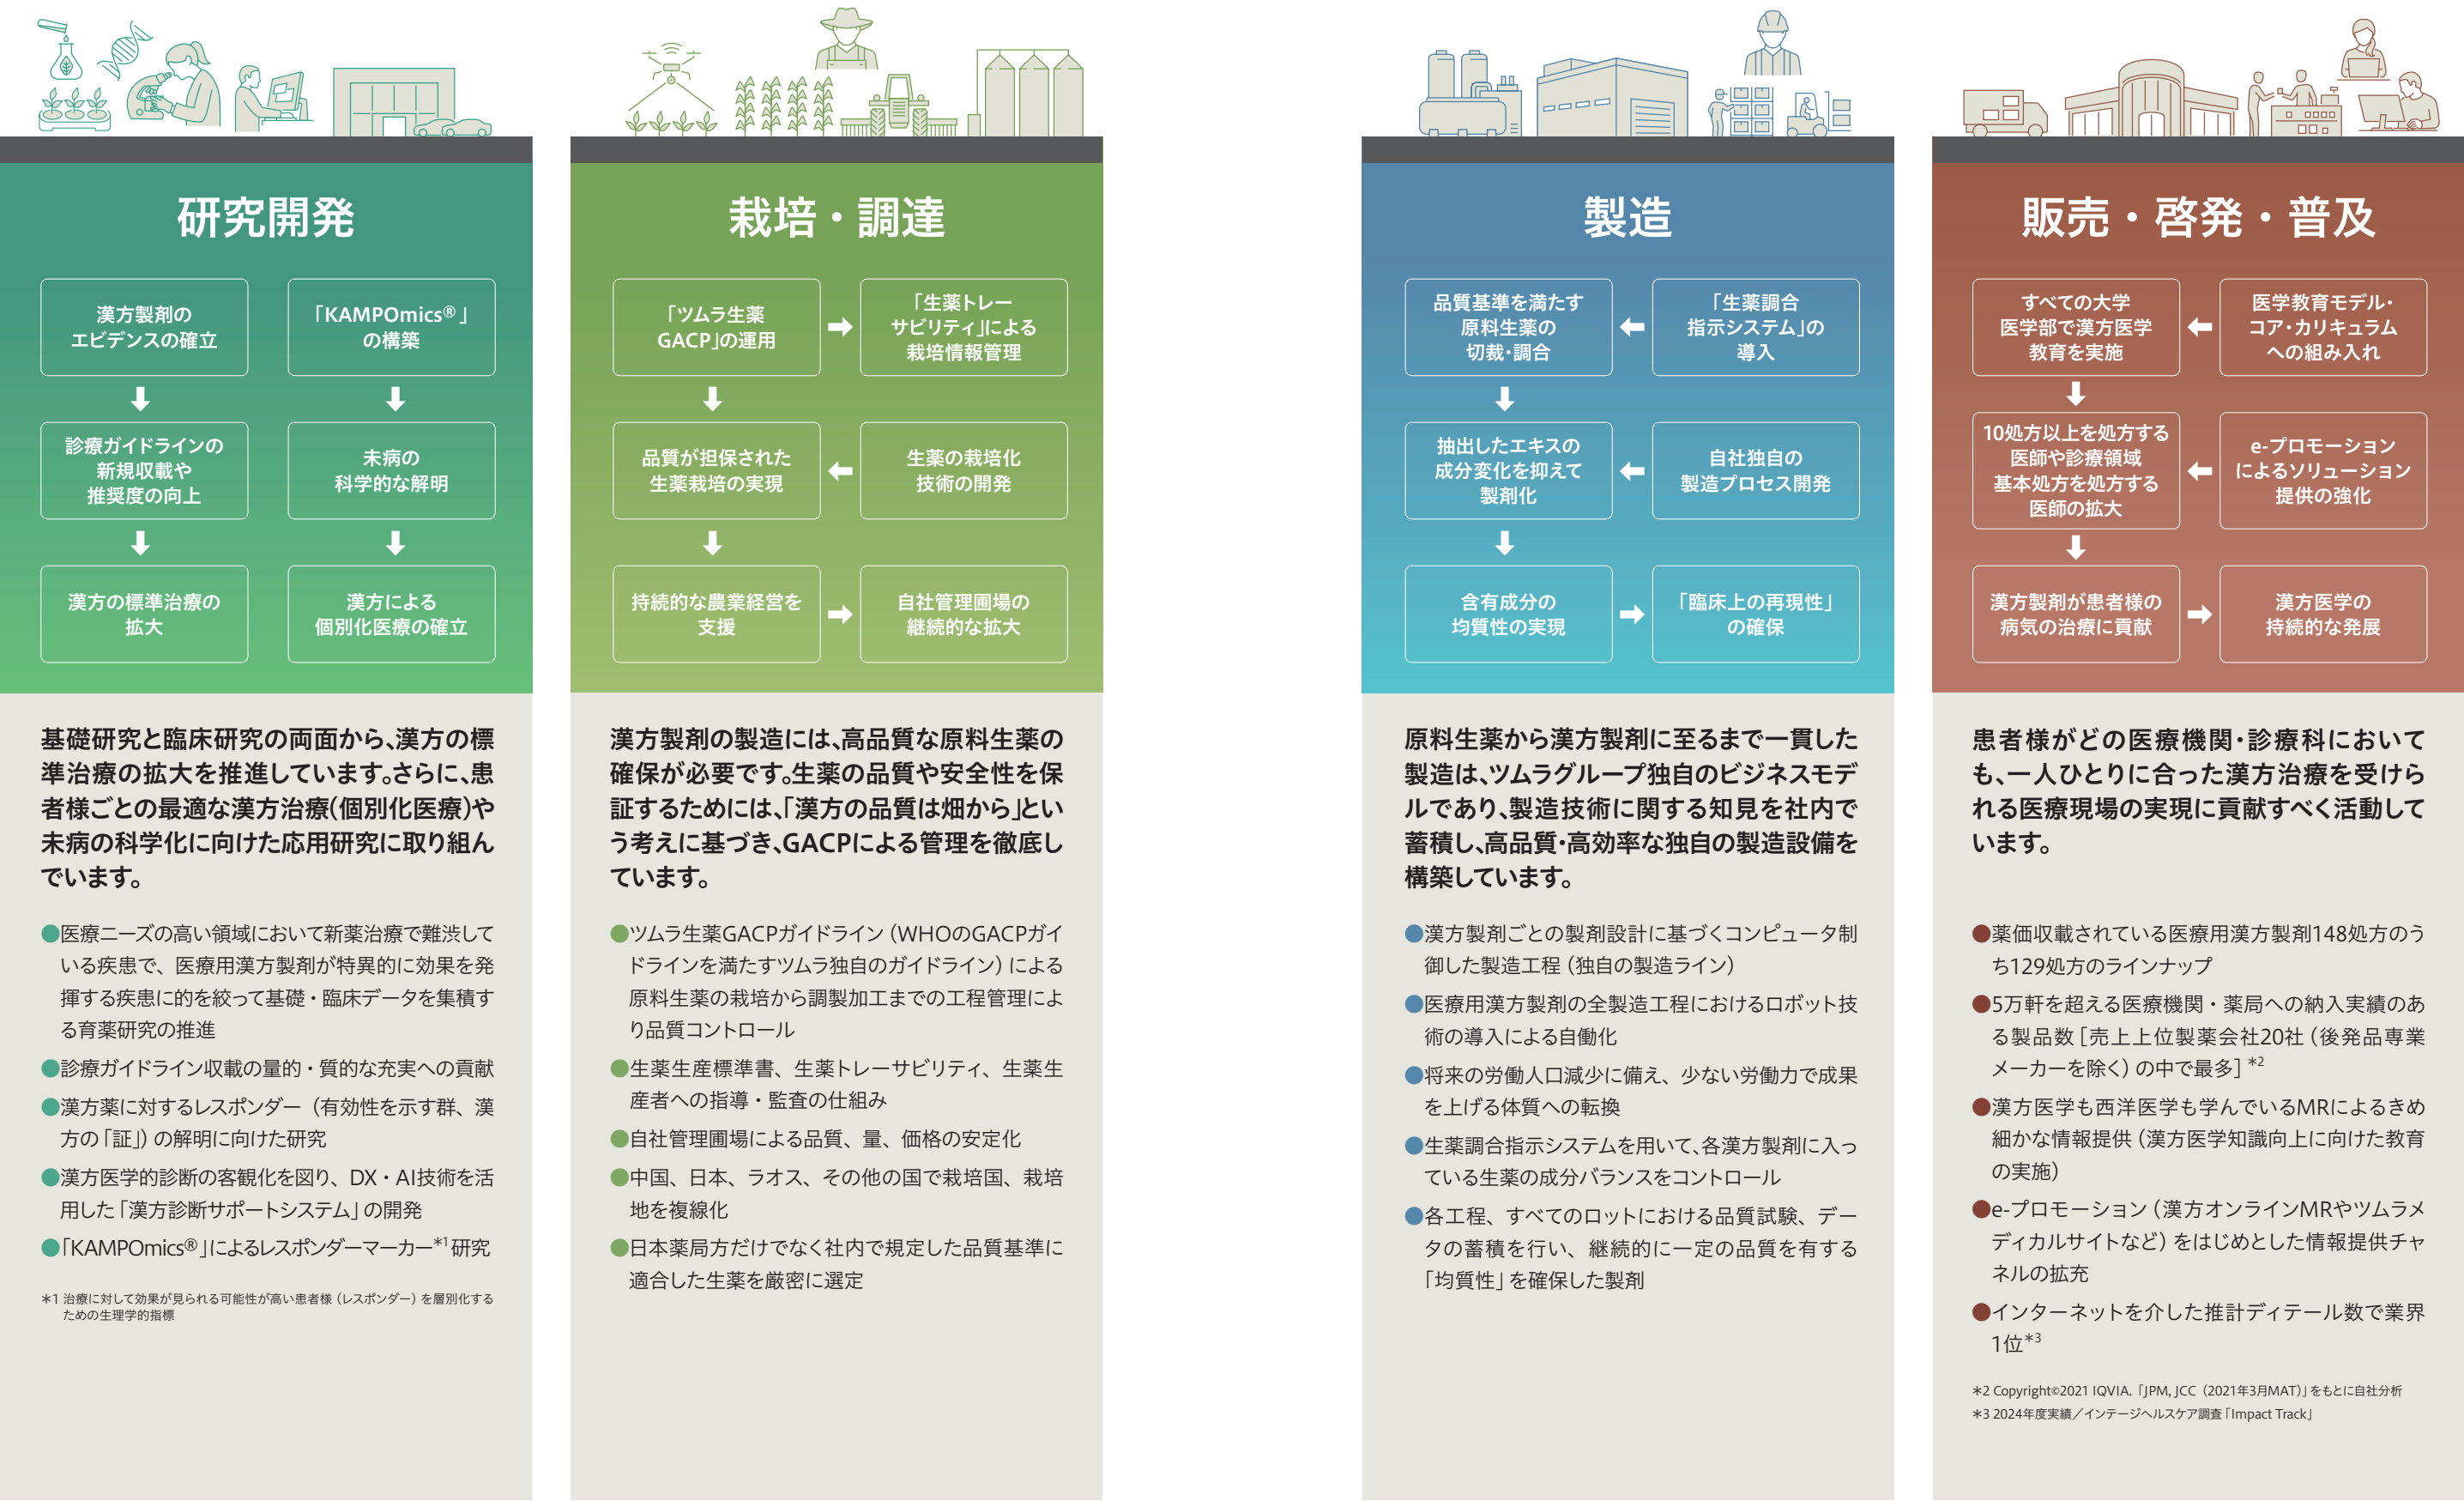 研究開発
漢方製剤の
エビデンスの確立
「KAMPOmics®」
の構築
診療ガイドラインの
新規収載や
推奨度の向上
未病の
科学的な解明
漢方の標準治療の
拡大
漢方による
個別化医療の確立
基礎研究と臨床研究の両面から、漢方の標
準治療の拡大を推進しています。さらに、患
者様ごとの最適な漢方治療(個別化医療)や
未病の科学化に向けた応用研究に取り組ん
でいます。
●医療ニーズの高い領域において新薬治療で難渋して
いる疾患で、医療用漢方製剤が特異的に効果を発
揮する疾患に的を絞って基礎・臨床データを集積す
る育薬研究の推進
●診療ガイドライン収載の量的・質的な充実への貢献
●漢方薬に対するレスポンダー（有効性を示す群、漢
方の「証」）の解明に向けた研究
●漢方医学的診断の客観化を図り、DX・AI技術を活
用した「漢方診断サポートシステム」の開発
●「KAMPOmics®」によるレスポンダーマーカー＊1研究
＊1 治療に対して効果が見られる可能性が高い患者様（レスポンダー）を層別化する
ための生理学的指標
栽培・調達
「ツムラ生薬
GACP」の運用
「生薬トレー
サビリティ」による
栽培情報管理
品質が担保された
生薬栽培の実現
生薬の栽培化
技術の開発
持続的な農業経営を
支援
自社管理圃場の
継続的な拡大
漢方製剤の製造には、高品質な原料生薬の
確保が必要です。生薬の品質や安全性を保
証するためには、「漢方の品質は畑から」とい
う考えに基づき、GACPによる管理を徹底し
ています。
●ツムラ生薬GACPガイドライン（WHOのGACPガイ
ドラインを満たすツムラ独自のガイドライン）による
原料生薬の栽培から調製加工までの工程管理によ
り品質コントロール
●生薬生産標準書、生薬トレーサビリティ、生薬生
産者への指導・監査の仕組み
●自社管理圃場による品質、量、価格の安定化
●中国、日本、ラオス、その他の国で栽培国、栽培
地を複線化
●日本薬局方だけでなく社内で規定した品質基準に
適合した生薬を厳密に選定
製造
品質基準を満たす
原料生薬の
切裁・調合
「生薬調合
指示システム」の
導入
抽出したエキスの
成分変化を抑えて
製剤化
自社独自の
製造プロセス開発
含有成分の
均質性の実現
「臨床上の再現性」
の確保
原料生薬から漢方製剤に至るまで一貫した
製造は、ツムラグループ独自のビジネスモデ
ルであり、製造技術に関する知見を社内で
蓄積し、高品質・高効率な独自の製造設備を
構築しています。
●漢方製剤ごとの製剤設計に基づくコンピュータ制
御した製造工程（独自の製造ライン）
●医療用漢方製剤の全製造工程におけるロボット技
術の導入による自働化
●将来の労働人口減少に備え、少ない労働力で成果
を上げる体質への転換
●生薬調合指示システムを用いて、各漢方製剤に入っ
ている生薬の成分バランスをコントロール
●各工程、すべてのロットにおける品質試験、デー
タの蓄積を行い、継続的に一定の品質を有する
「均質性」を確保した製剤
販売・啓発・普及
すべての大学
医学部で漢方医学
教育を実施
医学教育モデル・
コア・カリキュラム
への組み入れ
10処方以上を処方する
医師や診療領域
基本処方を処方する
医師の拡大
e-プロモーション
によるソリューション
提供の強化
漢方製剤が患者様の
病気の治療に貢献
漢方医学の
持続的な発展
患者様がどの医療機関・診療科において
も、一人ひとりに合った漢方治療を受けら
れる医療現場の実現に貢献すべく活動して
います。
●薬価収載されている医療用漢方製剤148処方のう
ち129処方のラインナップ
●5万軒を超える医療機関・薬局への納入実績のあ
る製品数［売上上位製薬会社20社（後発品専業
メーカーを除く）の中で最多］＊2
●漢方医学も西洋医学も学んでいるMRによるきめ
細かな情報提供（漢方医学知識向上に向けた教育
の実施）
●e-プロモーション（漢方オンラインMRやツムラメ
ディカルサイトなど）をはじめとした情報提供チャ
ネルの拡充
●インターネットを介した推計ディテール数で業界
1位＊3
＊2 Copyright©2021 IQVIA.「JPM, JCC（2021年3月MAT）」をもとに自社分析
＊3 2024年度実績／インテージヘルスケア調査「Impact Track」